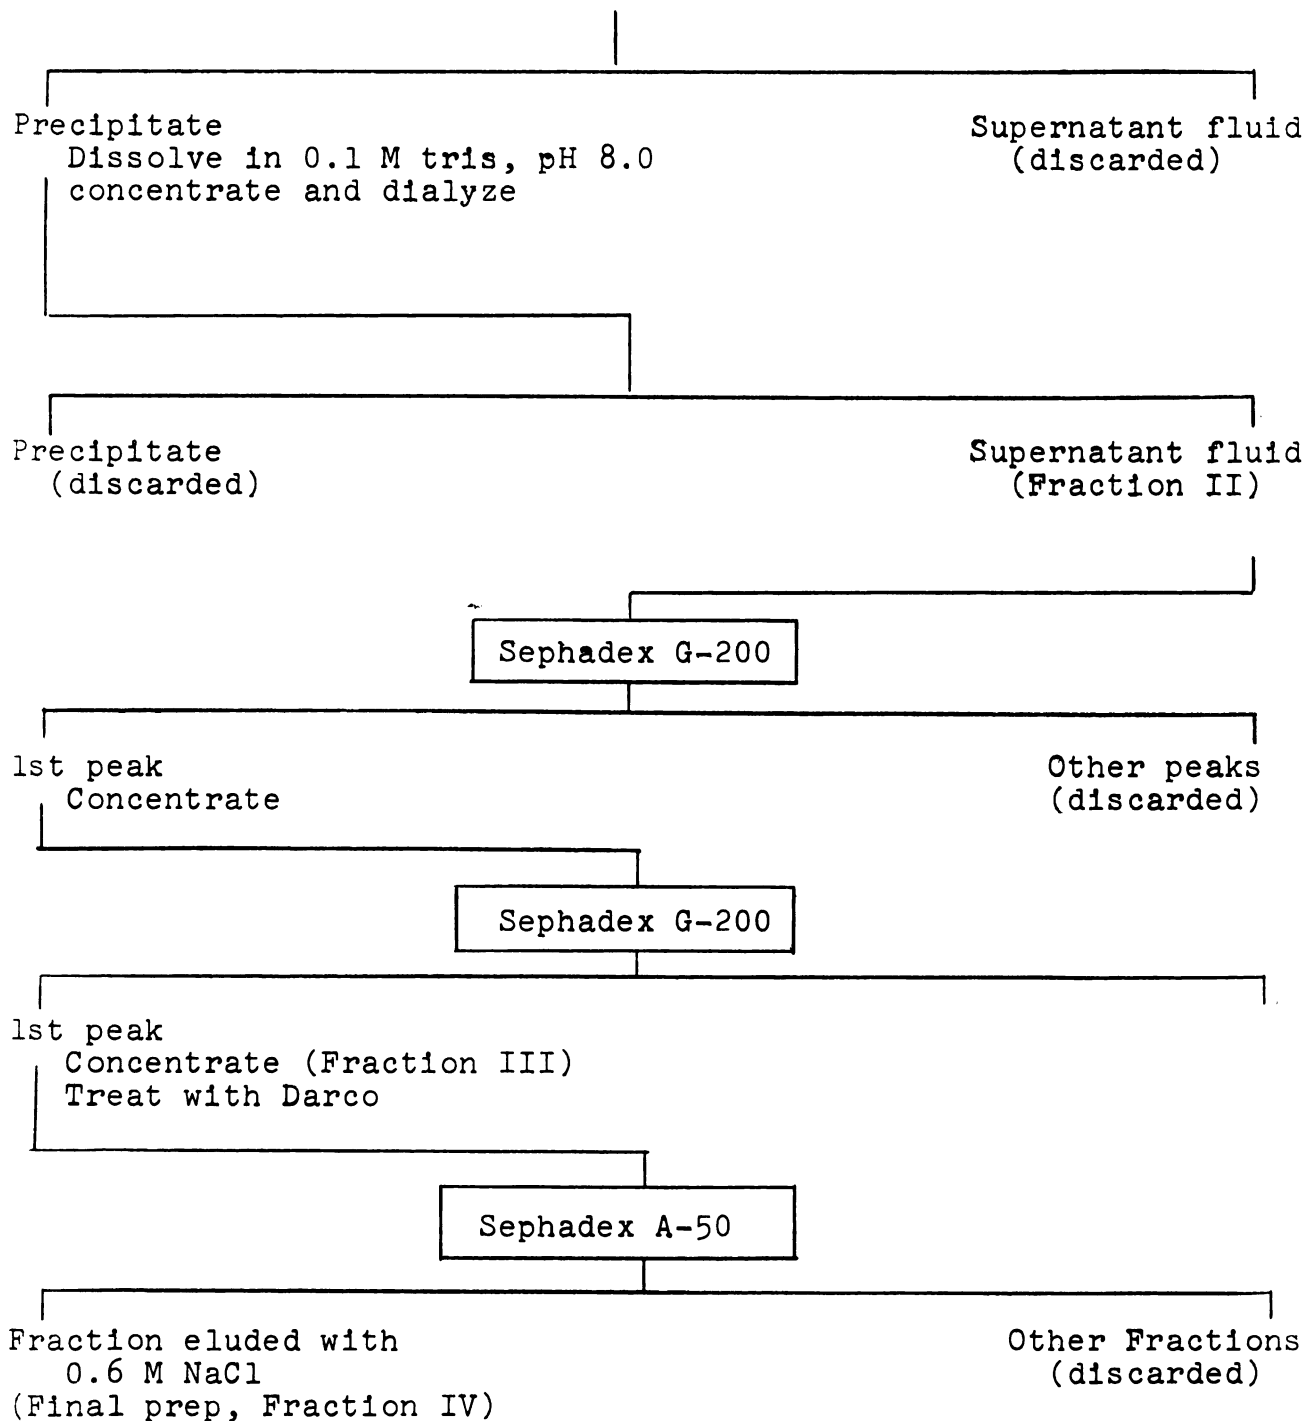 Precipitate
Dissolve in 0.1 M tris, pH 8.0
concentrate and dialyze
Supernatant fluid
(discarded)
Precipitate
(discarded)
Supernatant fluid
(Fraction II)
Sephadex G-200
1st peak
Concentrate
Other peaks
(discarded)
Sephadex G-200
1st peak
Concentrate (Fraction III)
Treat with Darco
Sephadex A-50
Fraction eluded with
0.6 M NaCl
(Final prep, Fraction IV)
Other Fractions
(discarded)